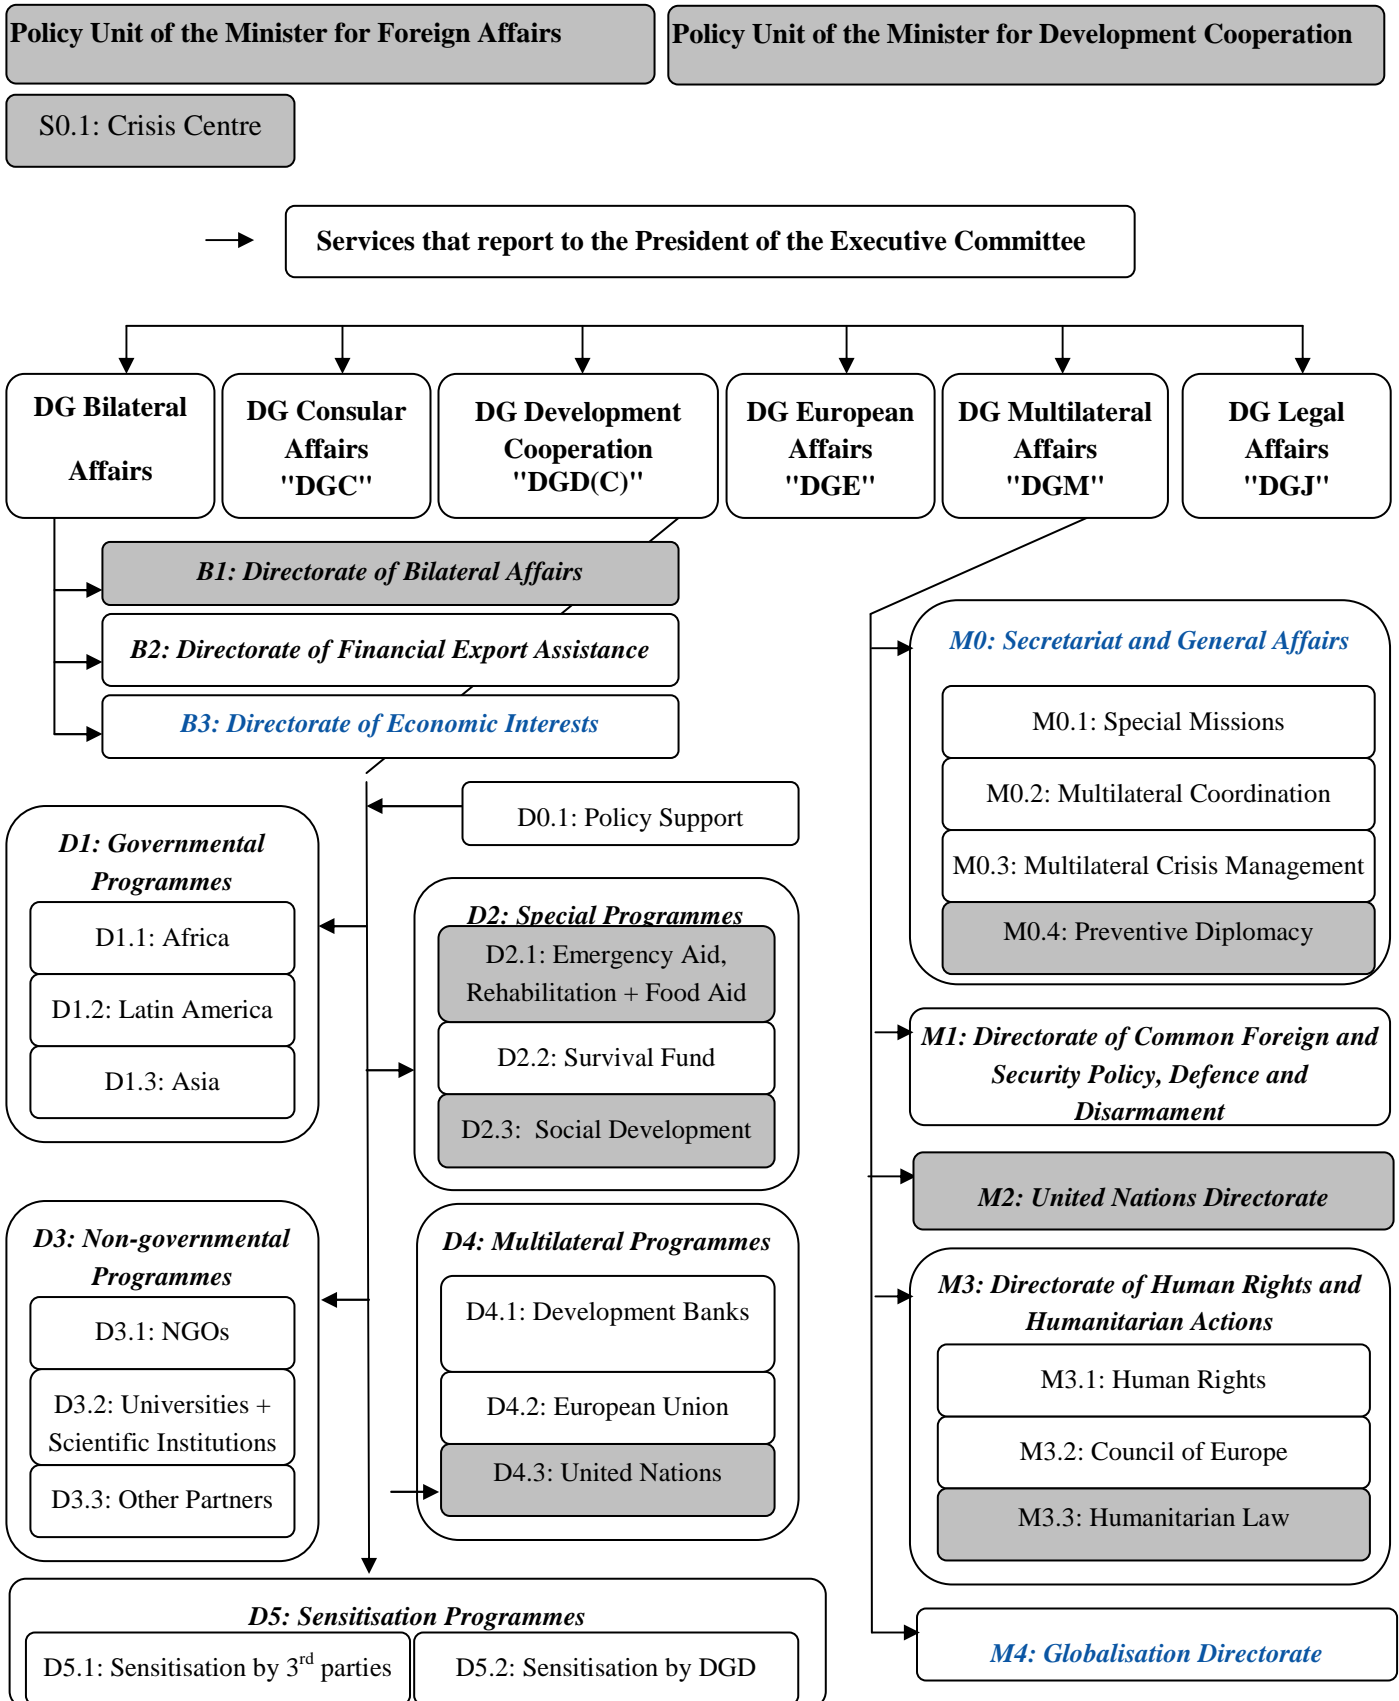 Policy Unit of the Minister for Foreign Affairs
Policy Unit of the Minister for Development Cooperation
S0.1: Crisis Centre
Services that report to the President of the Executive Committee
DG Bilateral
Affairs
DG Consular
Affairs
"DGC"
DG Development
Cooperation
"DGD(C)"
DG European
Affairs
"DGE"
DG Multilateral
Affairs
"DGM"
DG Legal
Affairs
"DGJ"
B1: Directorate of Bilateral Affairs
B2: Directorate of Financial Export Assistance
B3: Directorate of Economic Interests
D0.1: Policy Support
D1: Governmental
Programmes
D1.1: Africa
D1.2: Latin America
D1.3: Asia
D2: Special Programmes
D2.1: Emergency Aid,
Rehabilitation + Food Aid
D2.2: Survival Fund
D2.3: Social Development
D3: Non-governmental
Programmes
D3.1: NGOs
D3.2: Universities +
Scientific Institutions
D3.3: Other Partners
D4: Multilateral Programmes
D4.1: Development Banks
D4.2: European Union
D4.3: United Nations
D5: Sensitisation Programmes
D5.1: Sensitisation by 3rd parties
D5.2: Sensitisation by DGD
M0: Secretariat and General Affairs
M0.1: Special Missions
M0.2: Multilateral Coordination
M0.3: Multilateral Crisis Management
M0.4: Preventive Diplomacy
M1: Directorate of Common Foreign and
Security Policy, Defence and
Disarmament
M2: United Nations Directorate
M3: Directorate of Human Rights and
Humanitarian Actions
M3.1: Human Rights
M3.2: Council of Europe
M3.3: Humanitarian Law
M4: Globalisation Directorate